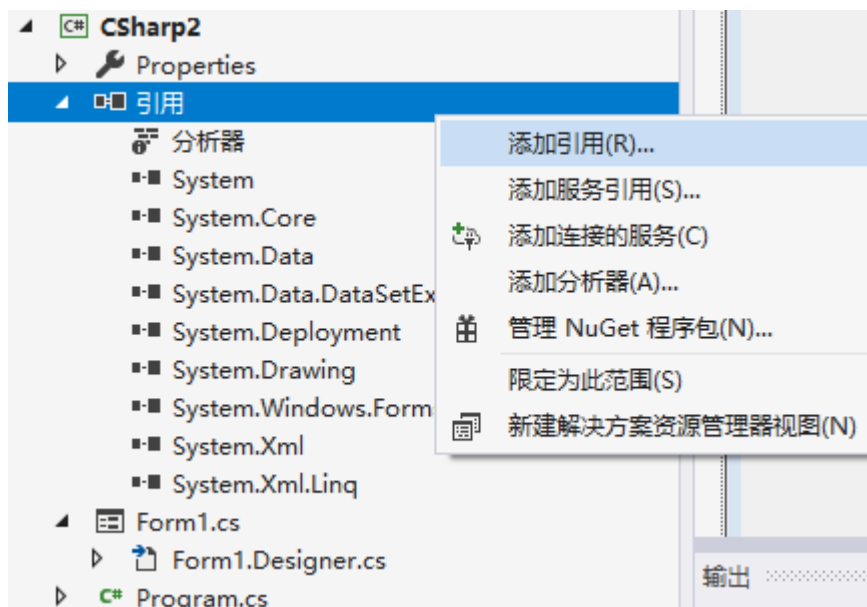 C# CSharp2
Properties
引用
分析器
System
System.Core
System.Data
System.Data.DataSetEx
System.Deployment
System.Drawing
System.Windows.Form
System.Xml
System.Xml.Linq
Form1.cs
Form1.Designer.cs
C# Program.cs
添加引用(R)...
添加服务引用(S)...
添加连接的服务(C)
添加分析器(A)...
管理 NuGet 程序包(N)...
限定为此范围(S)
新建解决方案资源管理器视图(N)
输出